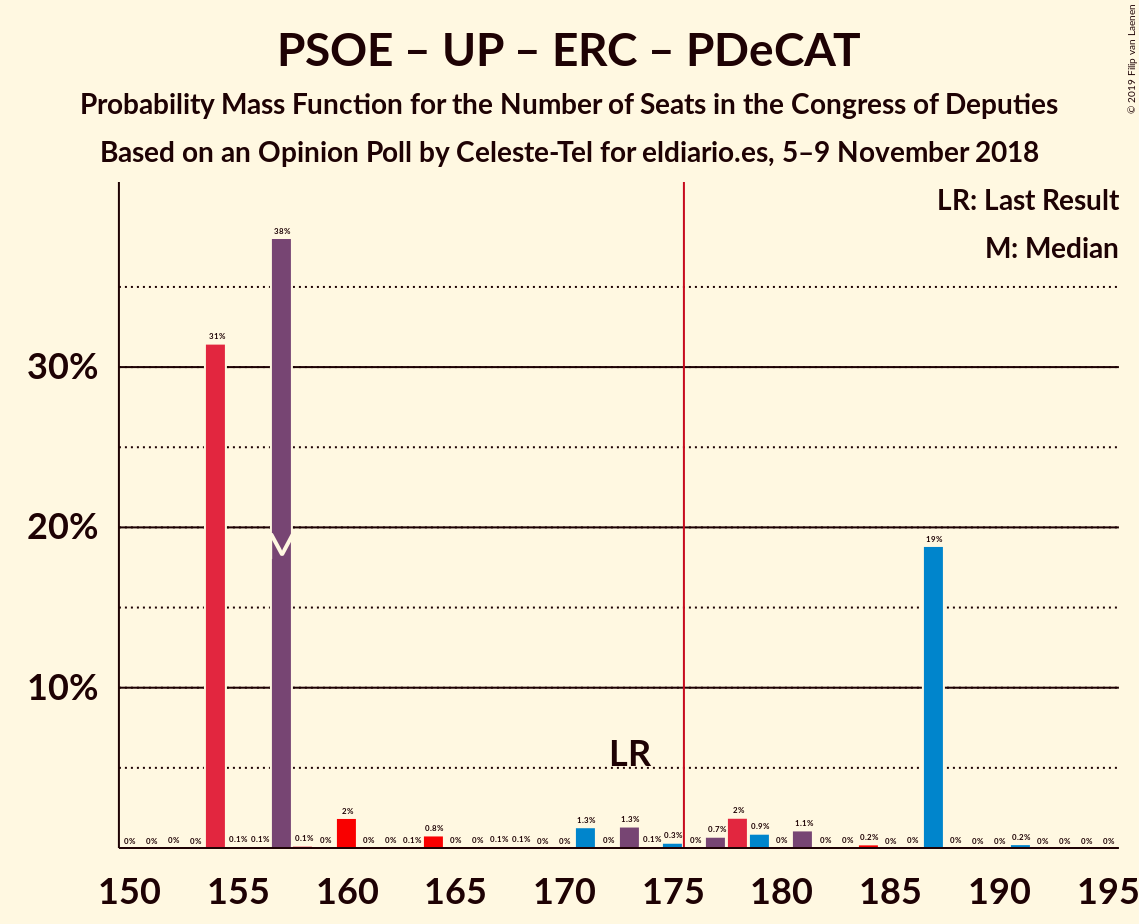 PSOE – UP – ERC – PDeCAT
Probability Mass Function for the Number of Seats in the Congress of Deputies
Based on an Opinion Poll by Celeste-Tel for eldiario.es, 5–9 November 2018
© 2019 Filip van Laenen
LR: Last Result
M: Median
30%
20%
10%
0% 0% 0% 0% 31% 0.1% 0.1% 38% 0.1% 0% 2% 0% 0% 0.1% 0.8% 0% 0% 0.1% 0.1% 0% 0% 1.3% 0% 1.3% 0.1% 0.3% 0% 0.7% 2% 0.9% 0% 1.1% 0% 0% 0.2% 0% 0% 19% 0% 0% 0% 0.2% 0% 0% 0% 0%
LR
150 155 160 165 170 175 180 185 190 195